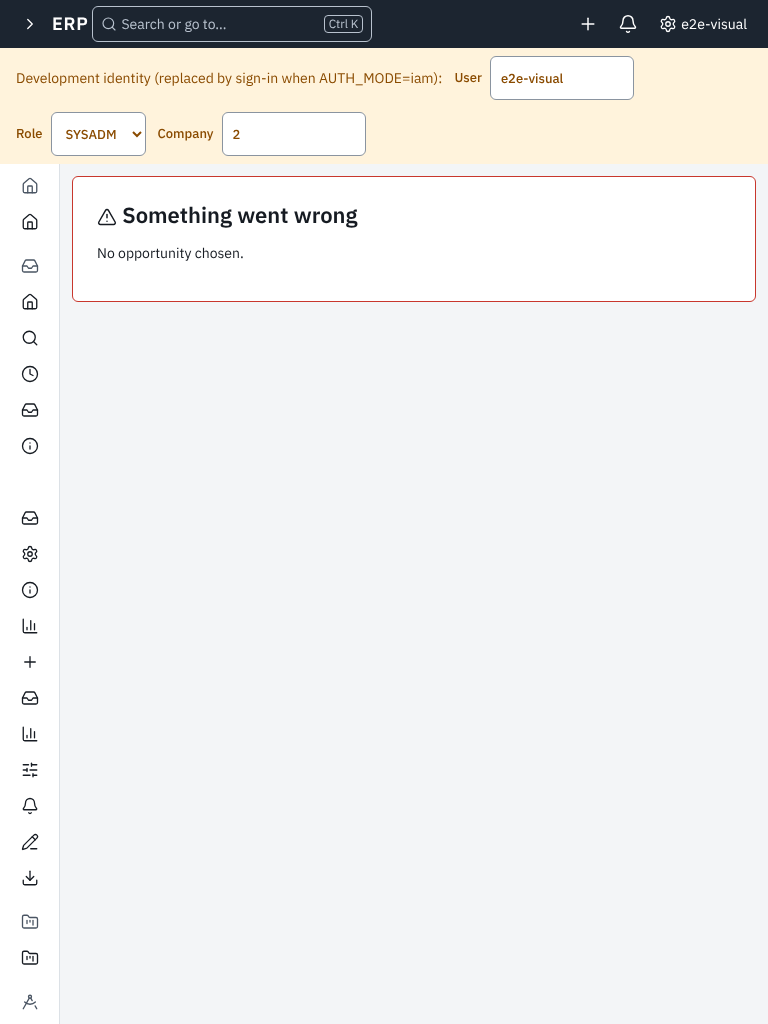 ERP Search or go to... Ctrl K e2e-visual
Development identity (replaced by sign-in when AUTH_MODE=iam): User e2e-visual
Role SYSADM Company 2
Something went wrong
No opportunity chosen.